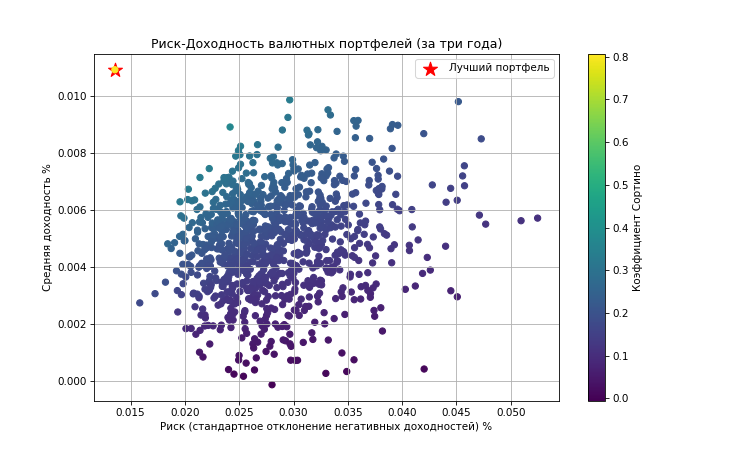 Риск-Доходность валютных портфелей (за три года)
Лучший портфель
Средняя доходность %
0.010
0.008
0.006
0.004
0.002
0.000
0.015 0.020 0.025 0.030 0.035 0.040 0.045 0.050
Риск (стандартное отклонение негативных доходностей) %
0.8
0.7
0.6
0.5
0.4
0.3
0.2
0.1
0.0
Коэффициент Сортино